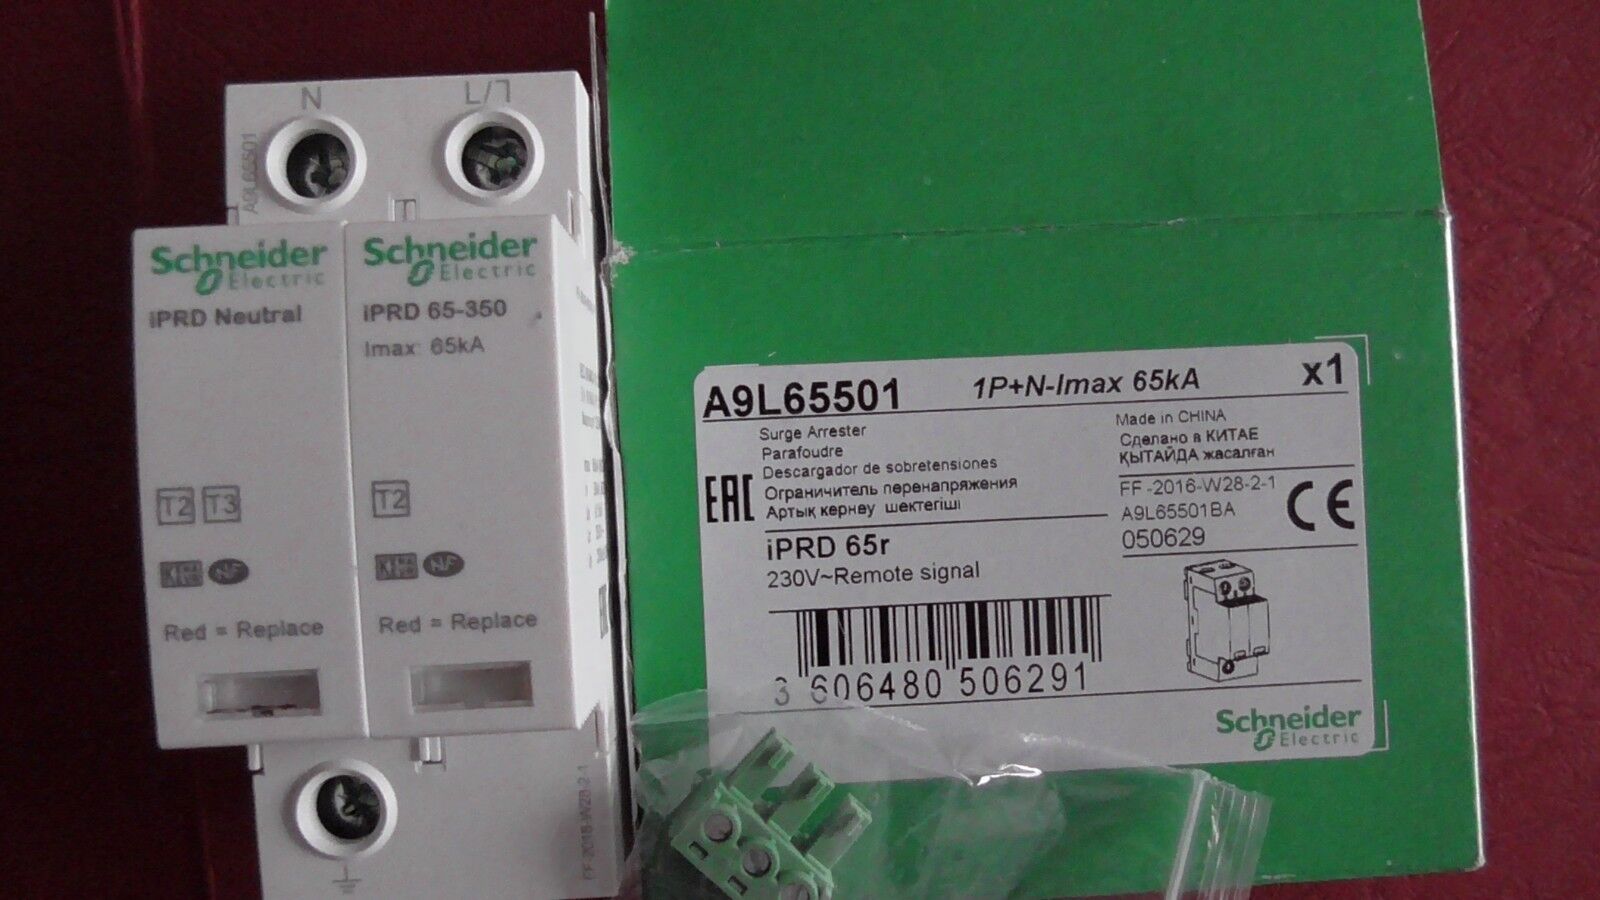 N
L/L
A9L65501
Schneider
Electric
iPRD Neutral
T2 T3
NF
Red = Replace
Schneider
Electric
iPRD 65-350
Imax: 65kA
T2
NF
Red = Replace
FF-2016-W28-2-1
A9L65501
1P+N-Imax 65kA
x1
Surge Arrester
Parafoudre
Descargador de sobretensiones
Ограничитель перенапряжения
Артық кернеу шектегіші
EAC
Made in CHINA
Сделано в КИТАЕ
ҚЫТАЙДА жасалған
FF-2016-W28-2-1
A9L65501BA
050629
CE
iPRD 65r
230V~Remote signal
3 606480 506291
Schneider
Electric